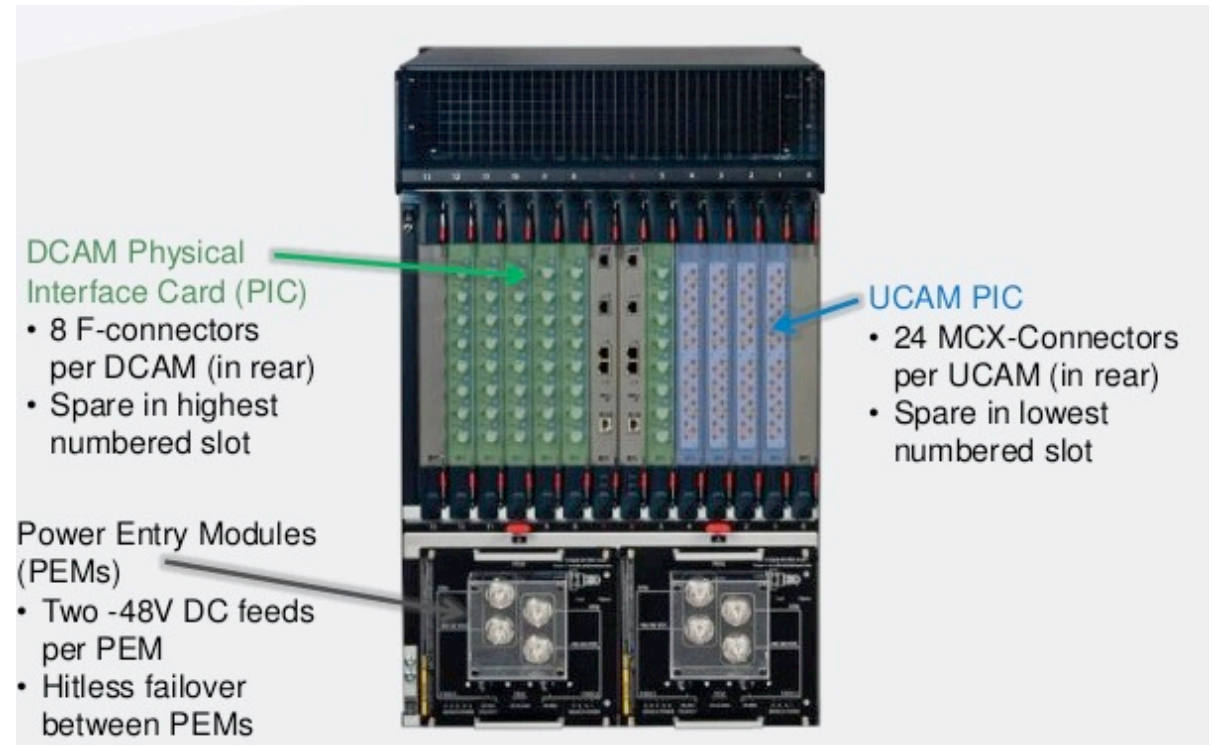 DCAM Physical
Interface Card (PIC)
• 8 F-connectors
per DCAM (in rear)
• Spare in highest
numbered slot
UCAM PIC
• 24 MCX-Connectors
per UCAM (in rear)
• Spare in lowest
numbered slot
Power Entry Modules
(PEMs)
• Two -48V DC feeds
per PEM
• Hitless failover
between PEMs